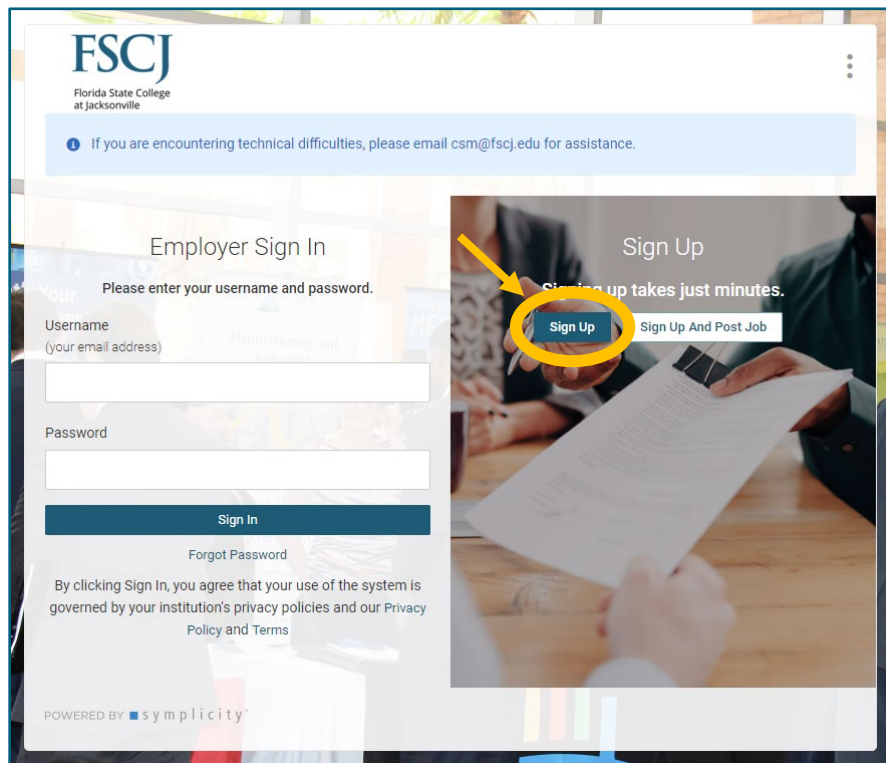 FSCJ
Florida State College
at Jacksonville
If you are encountering technical difficulties, please email csm@fscj.edu for assistance.
Employer Sign In
Please enter your username and password.
Username
(your email address)
Password
Sign In
Forgot Password
By clicking Sign In, you agree that your use of the system is
governed by your institution's privacy policies and our Privacy
Policy and Terms
Sign Up
Signing up takes just minutes.
Sign Up
Sign Up And Post Job
POWERED BY symplicity